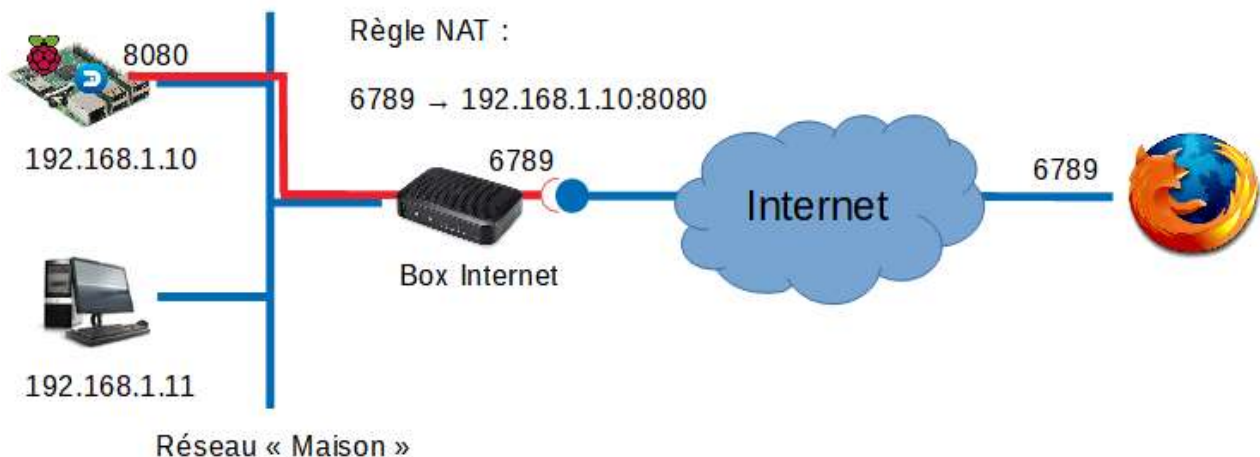 8080
192.168.1.10
192.168.1.11
Réseau « Maison »
Règle NAT :
6789 → 192.168.1.10:8080
6789
Box Internet
Internet
6789